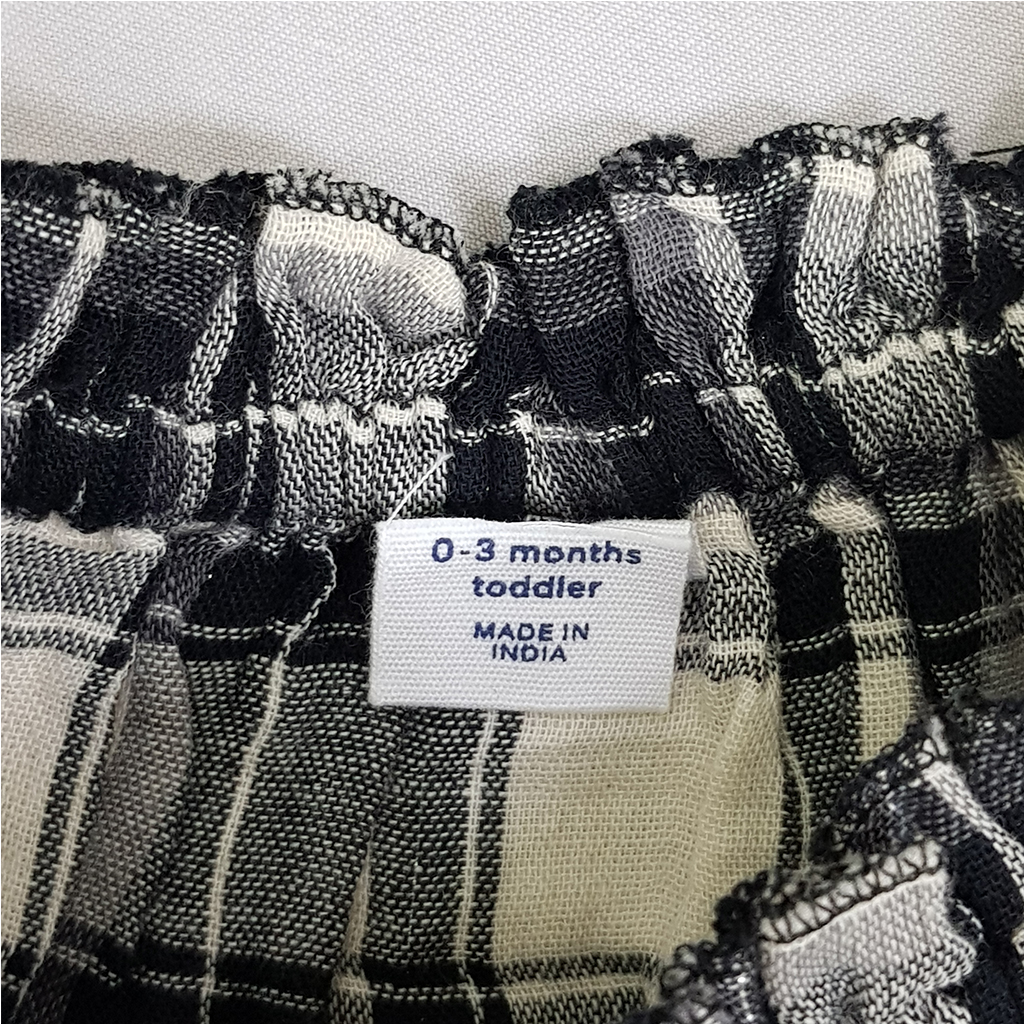 0-3 months
toddler
MADE IN
INDIA